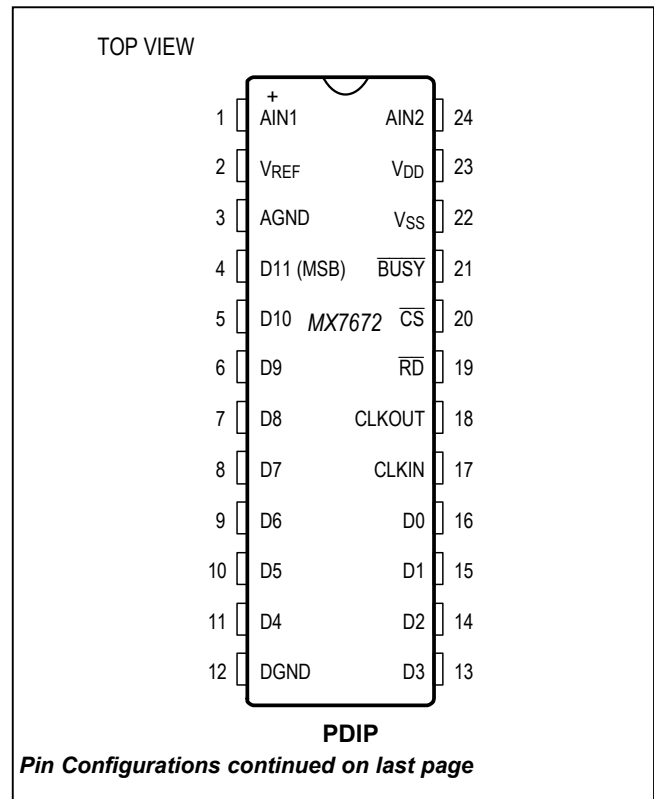 TOP VIEW
+
1 AIN1 AIN2 24
2 VREF VDD 23
3 AGND VSS 22
4 D11 (MSB) BUSY 21
5 D10 MX7672 CS 20
6 D9 RD 19
7 D8 CLKOUT 18
8 D7 CLKIN 17
9 D6 D0 16
10 D5 D1 15
11 D4 D2 14
12 DGND D3 13
PDIP
Pin Configurations continued on last page